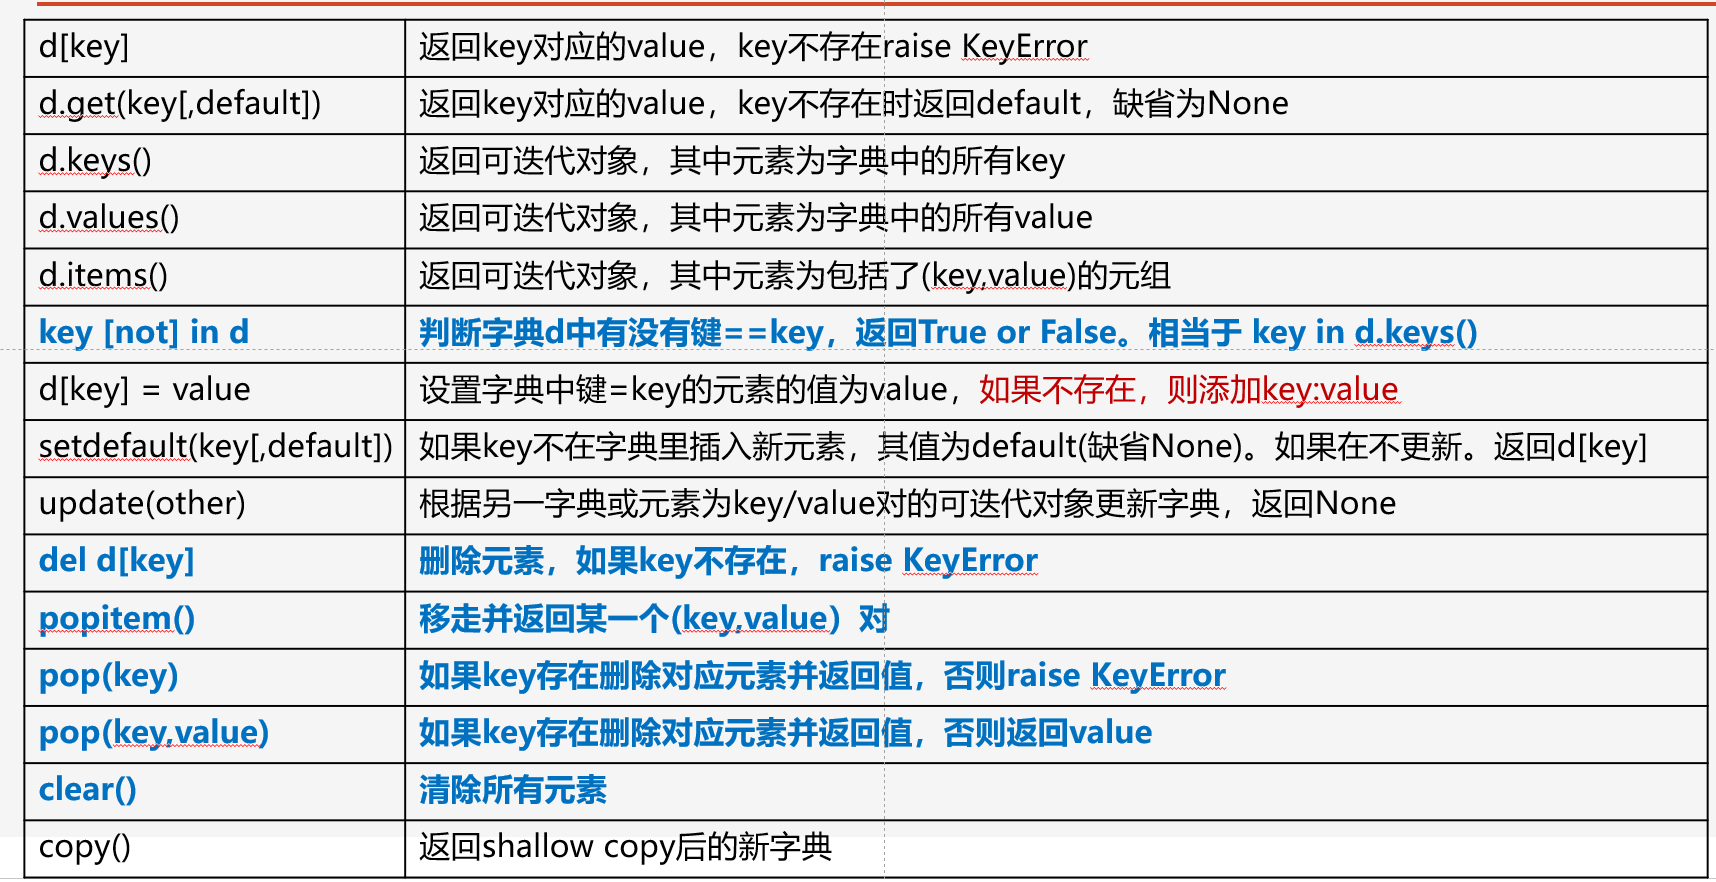 d[key] 返回key对应的value，key不存在raise KeyError
d.get(key[,default]) 返回key对应的value，key不存在时返回default，缺省为None
d.keys() 返回可迭代对象，其中元素为字典中的所有key
d.values() 返回可迭代对象，其中元素为字典中的所有value
d.items() 返回可迭代对象，其中元素为包括了(key,value)的元组
key [not] in d 判断字典d中有没有键==key，返回True or False。相当于 key in d.keys()
d[key] = value 设置字典中键=key的元素的值为value，如果不存在，则添加key:value
setdefault(key[,default]) 如果key不在字典里插入新元素，其值为default(缺省None)。如果在不更新。返回d[key]
update(other) 根据另一字典或元素为key/value对的可迭代对象更新字典，返回None
del d[key] 删除元素，如果key不存在，raise KeyError
popitem() 移走并返回某一个(key,value）对
pop(key) 如果key存在删除对应元素并返回值，否则raise KeyError
pop(key,value) 如果key存在删除对应元素并返回值，否则返回value
clear() 清除所有元素
copy() 返回shallow copy后的新字典